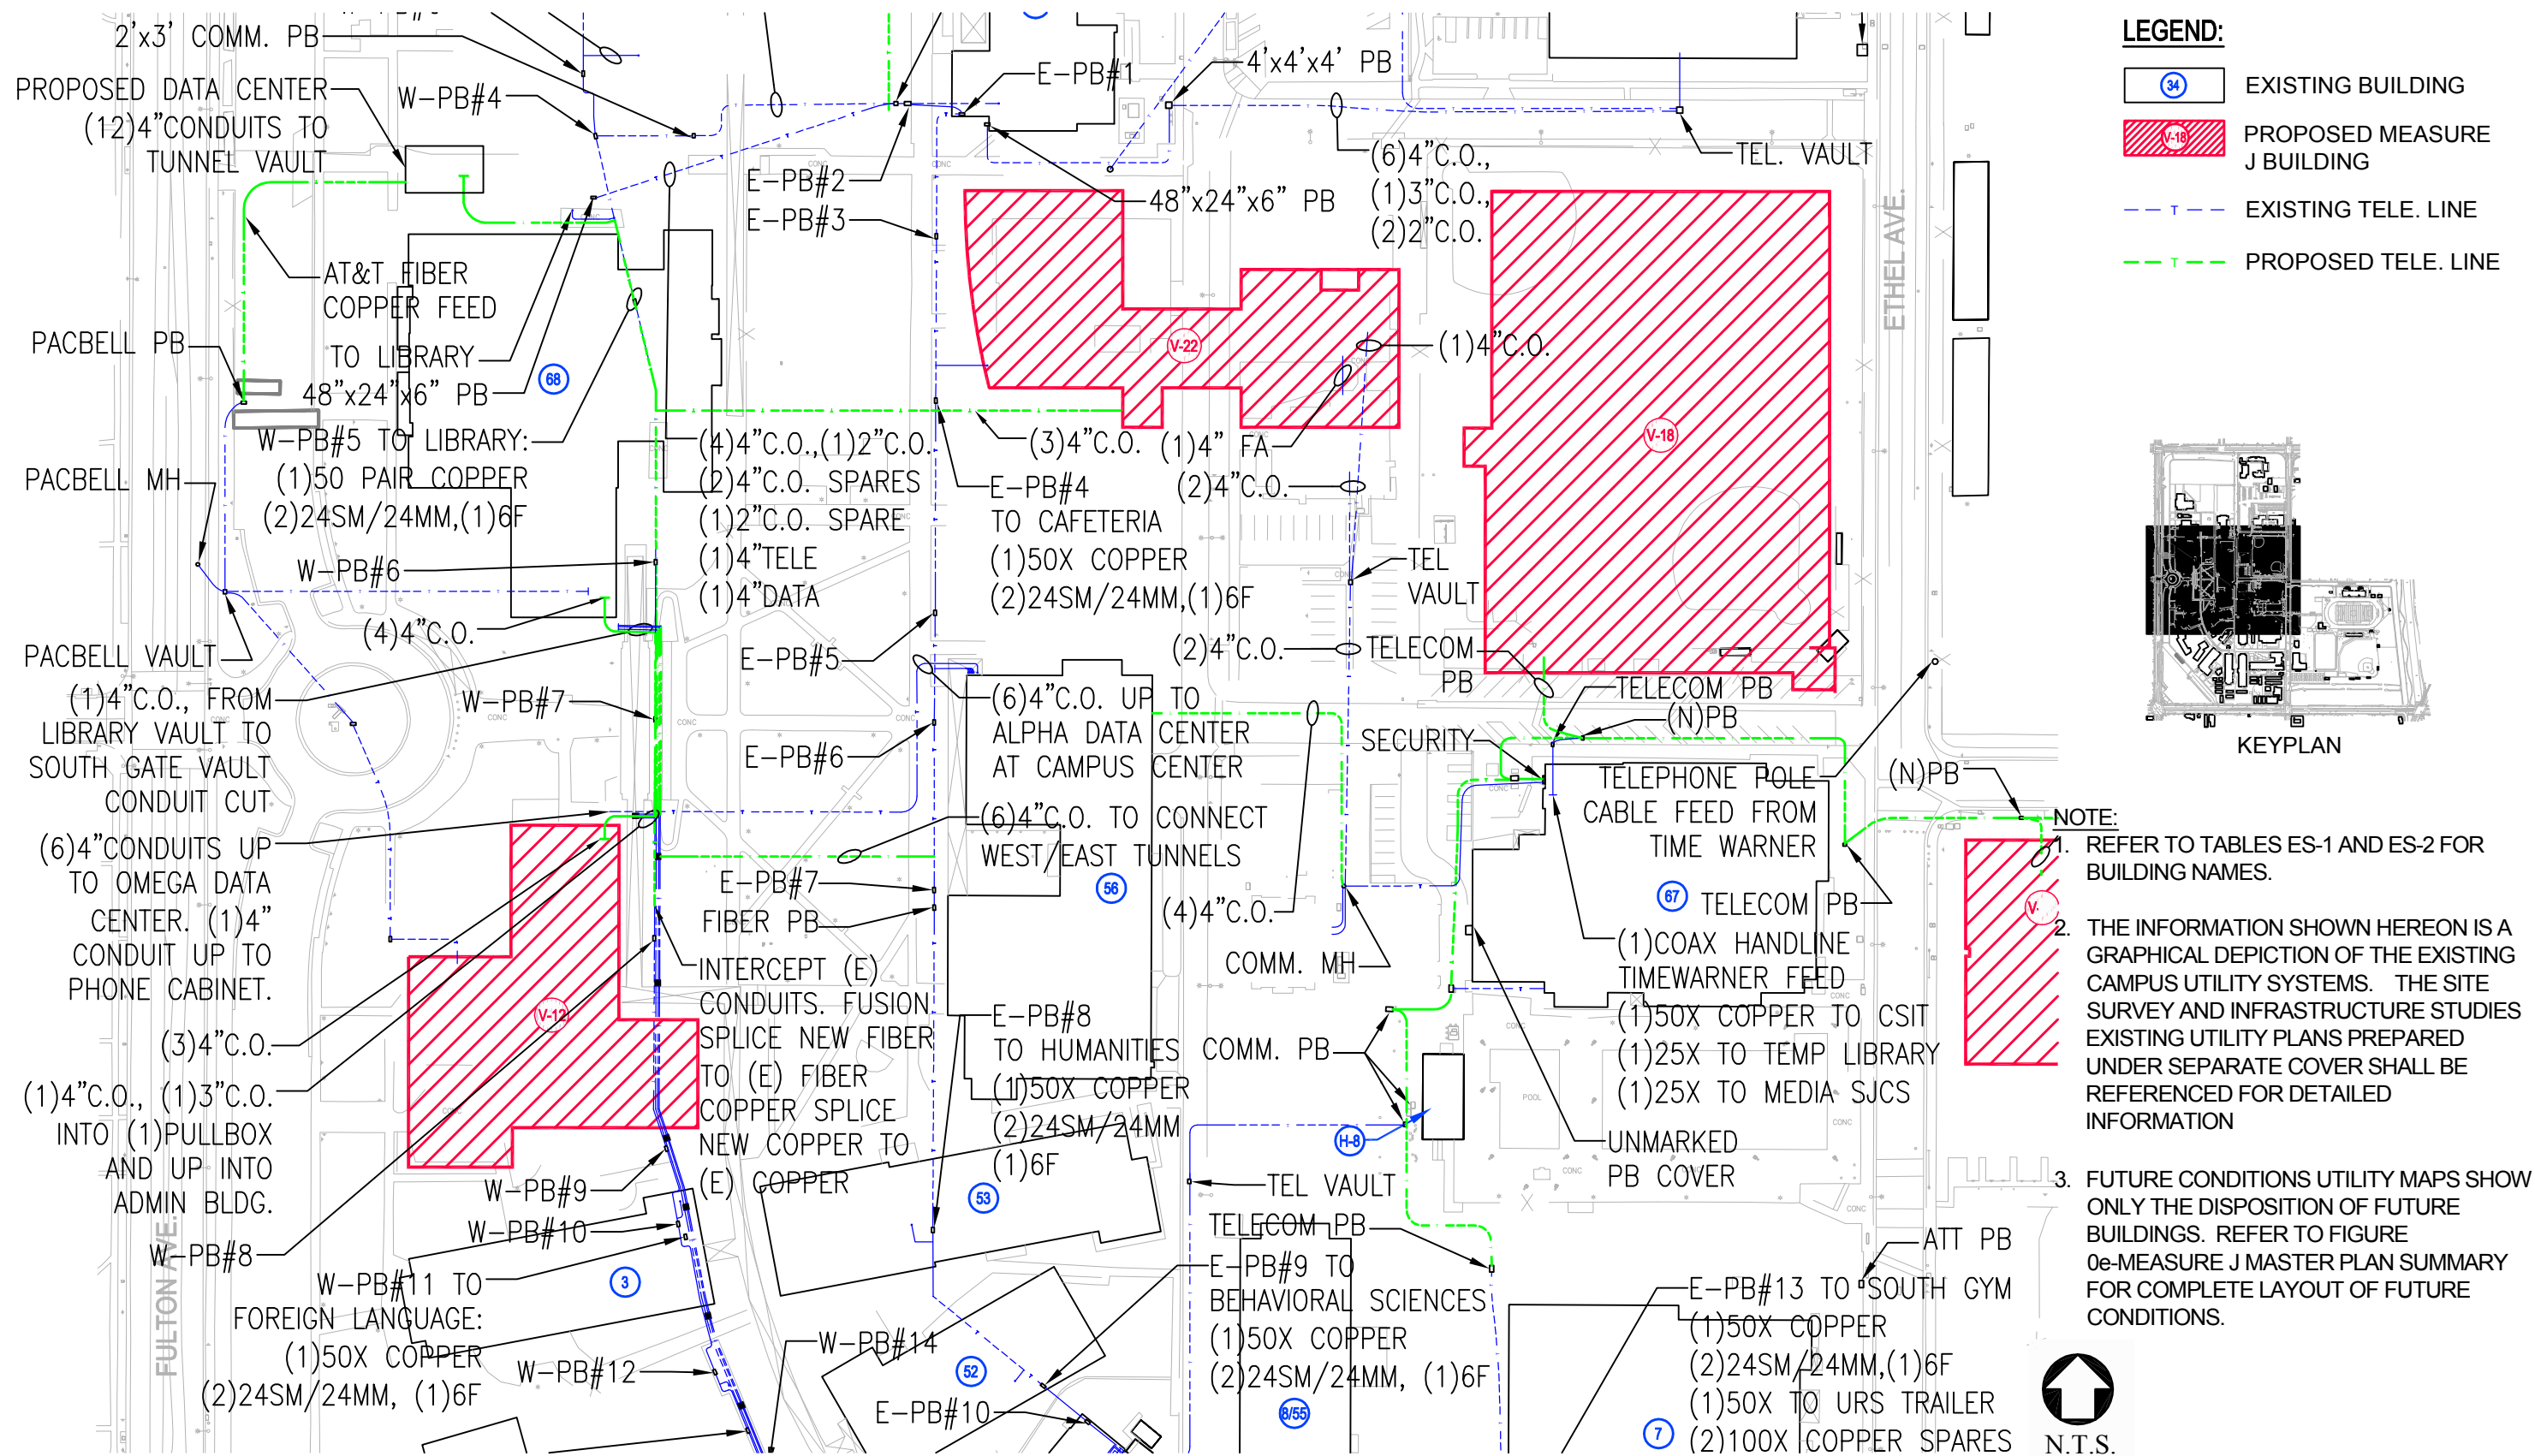 2'x3' COMM. PB
PROPOSED DATA CENTER
(12)4"CONDUITS TO
TUNNEL VAULT
W-PB#4
E-PB#1
4'x4'x4' PB
E-PB#2
E-PB#3
48"x24"x6" PB
(6)4"C.O.,
(1)3"C.O.,
(2)2"C.O.
TEL. VAULT
ETHEL AVE.
AT&T FIBER
COPPER FEED
TO LIBRARY
48"x24"x6" PB
PACBELL PB
68
W-PB#5 TO LIBRARY:
(1)50 PAIR COPPER
(2)24SM/24MM,(1)6F
PACBELL MH
W-PB#6
(4)4"C.O.
PACBELL VAULT
(4)4"C.O.,(1)2"C.O.
(2)4"C.O. SPARES
(1)2"C.O. SPARE
(1)4"TELE
(1)4"DATA
(3)4"C.O.
E-PB#4
TO CAFETERIA
(1)50X COPPER
(2)24SM/24MM,(1)6F
V-22
(1)4"C.O.
(1)4" FA
(2)4"C.O.
V-18
TEL
VAULT
(2)4"C.O.
TELECOM
PB
E-PB#5
W-PB#7
E-PB#6
(1)4"C.O., FROM
LIBRARY VAULT TO
SOUTH GATE VAULT
CONDUIT CUT
(6)4"CONDUITS UP
TO OMEGA DATA
CENTER. (1)4"
CONDUIT UP TO
PHONE CABINET.
(3)4"C.O.
(1)4"C.O., (1)3"C.O.
INTO (1)PULLBOX
AND UP INTO
ADMIN BLDG.
W-PB#8
FULTON AVE.
(6)4"C.O. UP TO
ALPHA DATA CENTER
AT CAMPUS CENTER
(6)4"C.O. TO CONNECT
WEST/EAST TUNNELS
E-PB#7
FIBER PB
56
INTERCEPT (E)
CONDUITS. FUSION
SPLICE NEW FIBER
TO (E) FIBER
COPPER SPLICE
NEW COPPER TO
(E) COPPER
E-PB#8
TO HUMANITIES
(1)50X COPPER
(2)24SM/24MM
(1)6F
V-12
W-PB#9
W-PB#10
W-PB#11 TO
FOREIGN LANGUAGE:
(1)50X COPPER
(2)24SM/24MM, (1)6F
3
W-PB#12
W-PB#14
53
52
E-PB#10
TELECOM PB
(N)PB
SECURITY
TELEPHONE POLE
CABLE FEED FROM
TIME WARNER
(N)PB
(4)4"C.O.
67
TELECOM PB
COMM. MH
(1)COAX HANDLINE
TIMEWARNER FEED
(1)50X COPPER TO CSIT
(1)25X TO TEMP LIBRARY
(1)25X TO MEDIA SJCS
COMM. PB
POOL
H-8
UNMARKED
PB COVER
TEL VAULT
TELECOM PB
E-PB#9 TO
BEHAVIORAL SCIENCES
(1)50X COPPER
(2)24SM/24MM, (1)6F
8/55
ATT PB
E-PB#13 TO SOUTH GYM
(1)50X COPPER
(2)24SM/24MM,(1)6F
(1)50X TO URS TRAILER
(2)100X COPPER SPARES
7
LEGEND:
34 EXISTING BUILDING
V-18 PROPOSED MEASURE
J BUILDING
T EXISTING TELE. LINE
T PROPOSED TELE. LINE
KEYPLAN
NOTE:
1. REFER TO TABLES ES-1 AND ES-2 FOR
BUILDING NAMES.
2. THE INFORMATION SHOWN HEREON IS A
GRAPHICAL DEPICTION OF THE EXISTING
CAMPUS UTILITY SYSTEMS. THE SITE
SURVEY AND INFRASTRUCTURE STUDIES
EXISTING UTILITY PLANS PREPARED
UNDER SEPARATE COVER SHALL BE
REFERENCED FOR DETAILED
INFORMATION
3. FUTURE CONDITIONS UTILITY MAPS SHOW
ONLY THE DISPOSITION OF FUTURE
BUILDINGS. REFER TO FIGURE
0e-MEASURE J MASTER PLAN SUMMARY
FOR COMPLETE LAYOUT OF FUTURE
CONDITIONS.
N.T.S.